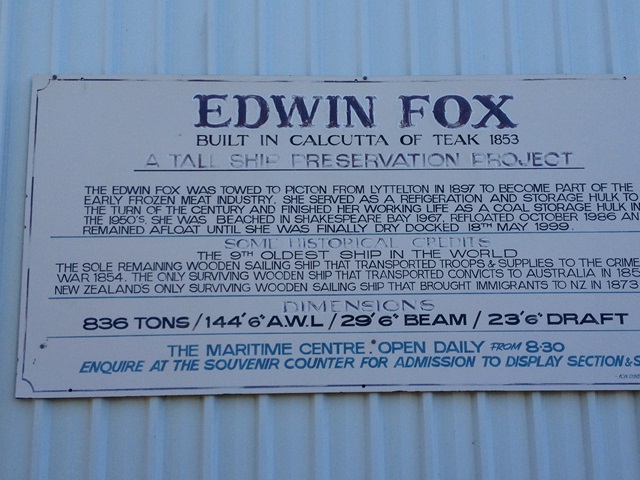 EDWIN FOX
BUILT IN CALCUTTA OF TEAK 1853
A TALL SHIP PRESERVATION PROJECT
THE EDWIN FOX WAS TOWED TO PICTON FROM LYTTELTON IN 1897 TO BECOME PART OF THE
EARLY FROZEN MEAT INDUSTRY. SHE SERVED AS A REFIGERATION AND STORAGE HULK TO
THE TURN OF THE CENTURY AND FINISHED HER WORKING LIFE AS A COAL STORAGE HULK IN
THE 1950'S SHE WAS BEACHED IN SHAKESPEARE BAY 1967, REFLOATED OCTOBER 1986 AN
REMAINED AFLOAT UNTIL SHE WAS FINALLY DRY DOCKED 18TH MAY 1999.
SOME HISTORICAL CREDITS
THE 9TH OLDEST SHIP IN THE WORLD
THE SOLE REMAINING WOODEN SAILING SHIP THAT TRANSPORTED TROOPS & SUPPLIES TO THE CRIME
WAR 1854. THE ONLY SURVIVING WOODEN SHIP THAT TRANSPORTED CONVICTS TO AUSTRALIA IN 185
NEW ZEALANDS ONLY SURVIVING WOODEN SAILING SHIP THAT BROUGHT IMMIGRANTS TO NZ IN 1873
DIMENSIONS
836 TONS / 144'6" A.W.L / 29'6" BEAM / 23'6" DRAFT
THE MARITIME CENTRE. OPEN DAILY FROM 8·30
ENQUIRE AT THE SOUVENIR COUNTER FOR ADMISSION TO DISPLAY SECTION & S